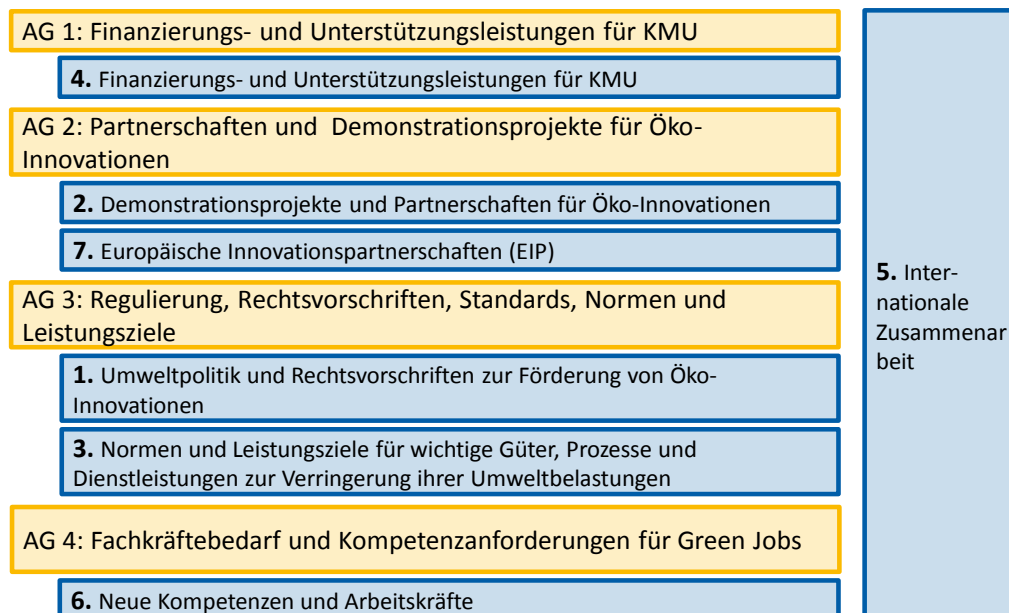 AG 1: Finanzierungs- und Unterstützungsleistungen für KMU
4. Finanzierungs- und Unterstützungsleistungen für KMU
AG 2: Partnerschaften und Demonstrationsprojekte für Öko-
Innovationen
2. Demonstrationsprojekte und Partnerschaften für Öko-Innovationen
7. Europäische Innovationspartnerschaften (EIP)
AG 3: Regulierung, Rechtsvorschriften, Standards, Normen und
Leistungsziele
1. Umweltpolitik und Rechtsvorschriften zur Förderung von Öko-
Innovationen
3. Normen und Leistungsziele für wichtige Güter, Prozesse und
Dienstleistungen zur Verringerung ihrer Umweltbelastungen
AG 4: Fachkräftebedarf und Kompetenzanforderungen für Green Jobs
6. Neue Kompetenzen und Arbeitskräfte
5. Inter-
nationale
Zusammenar
beit